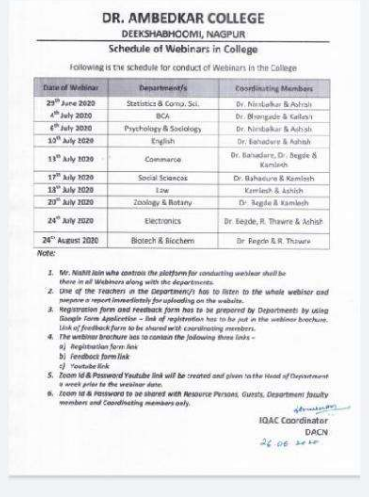 DR. AMBEDKAR COLLEGE
DEEKSHABHOOMI, NAGPUR
Schedule of Webinars in College
Following is the schedule for conduct of Webinars in the College
Date of Webinar Department/s Coordinating Members
29th June 2020 Statistics & Comp. Sci. Dr. Nimbalkar & Ashish
4th July 2020 BCA Dr. Bhongade & Kailash
6th July 2020 Psychology & Sociology Dr. Nimbalkar & Ashish
10th July 2020 English Dr. Bahadure & Ashish
13th July 2020 Commerce Dr. Bahadure, Dr. Begde & Kamlesh
17th July 2020 Social Sciences Dr. Bahadure & Kamlesh
18th July 2020 Law Kamlesh & Ashish
20th July 2020 Zoology & Botany Dr. Begde & Kamlesh
24th July 2020 Electronics Dr. Begde, R. Thawre & Ashish
24th August 2020 Biotech & Biochem Dr. Begde & R. Thawre
Note:
1. Mr. Nohit Jain who controls the platform for conducting webinar shall be
there in all Webinars along with the departments.
2. One of the Teachers in the Department/s has to listen to the whole webinar and
prepare a report immediately for uploading on the website.
3. Registration form and Feedback form has to be prepared by Departments by using
Google Form Application – link of registration has to be put in the webinar brochure.
Link of feedback form to be shared with coordinating members.
4. The webinar brochure has to contain the following three links –
a) Registration form link
b) Feedback form link
c) Youtube link
5. Zoom id & Password Youtube link will be created and given to the Head of Department
a week prior to the webinar date.
6. Zoom id & Password to be shared with Resource Persons, Guests, Department faculty
members and Coordinating members only.
IQAC Coordinator
DACN